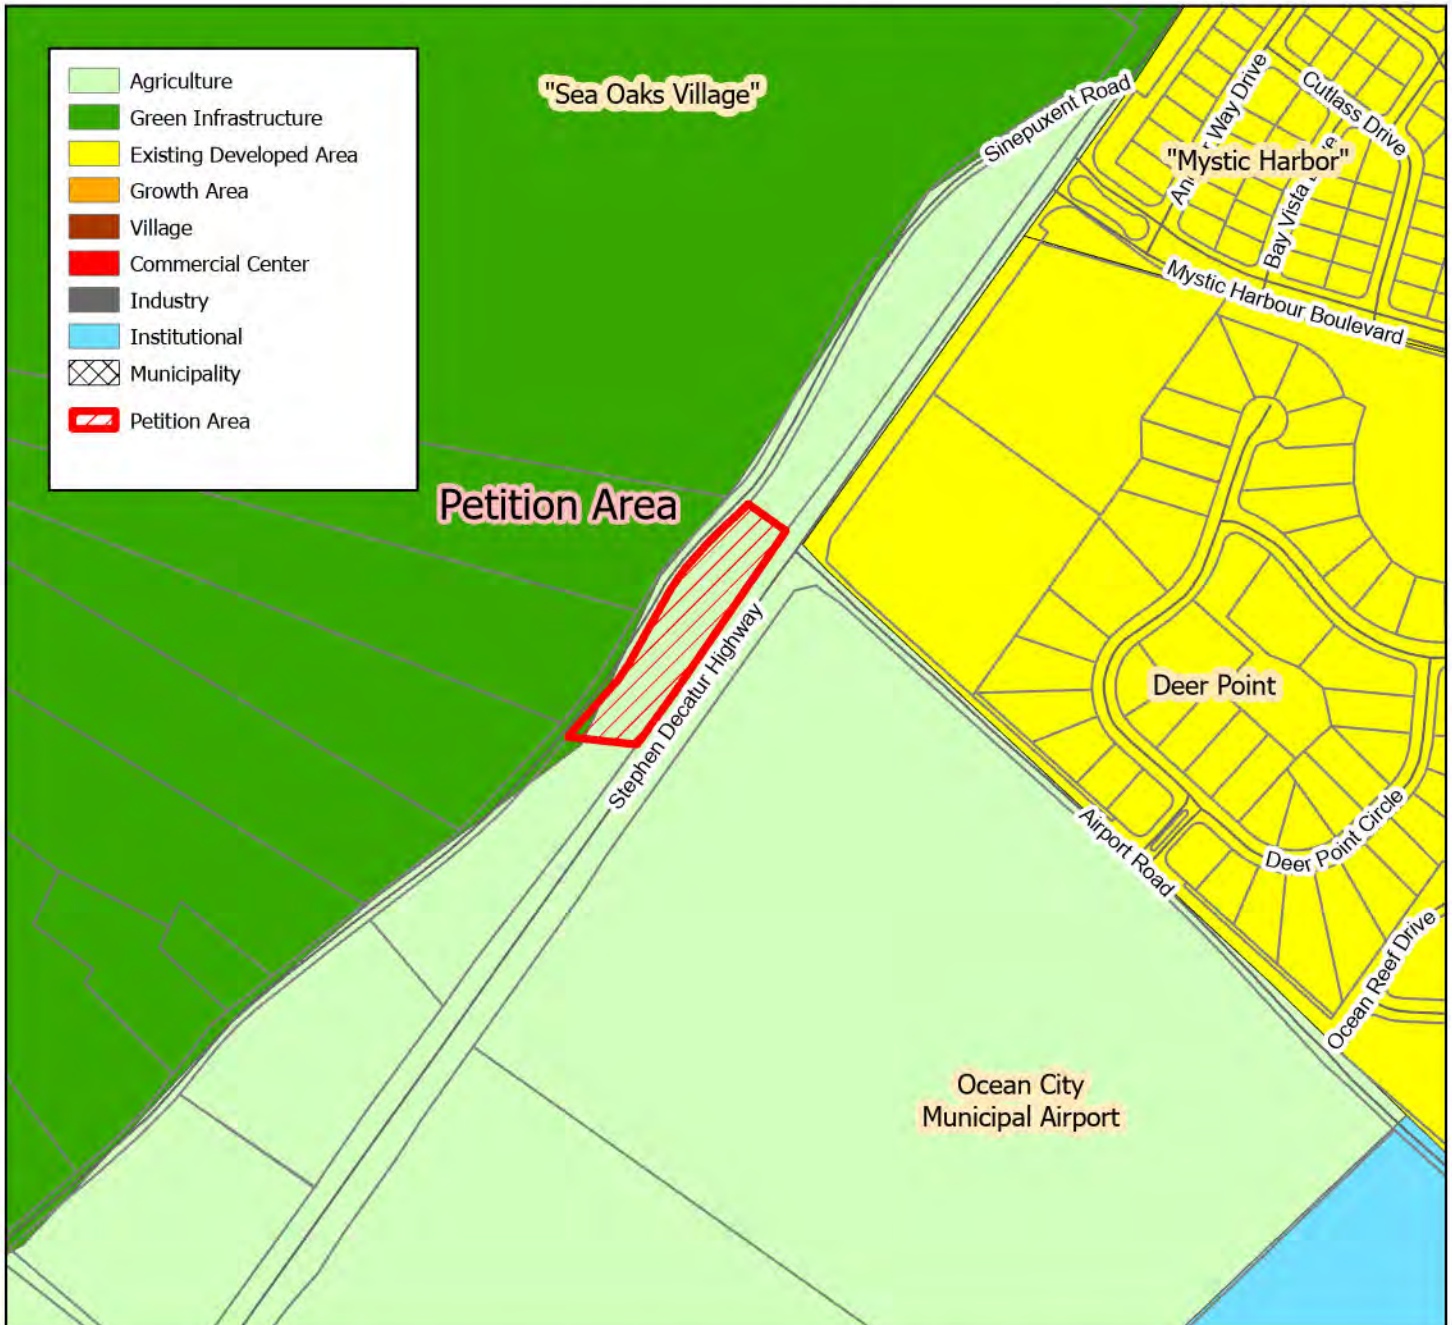 Agriculture
Green Infrastructure
Existing Developed Area
Growth Area
Village
Commercial Center
Industry
Institutional
Municipality
Petition Area
"Sea Oaks Village"
Sinepuxent Road
Way Drive
Cutlass Drive
"Mystic Harbor"
Bay Vista
Mystic Harbour Boulevard
Petition Area
Stephen Decatur Highway
Deer Point
Airport Road
Deer Point Circle
Ocean Reef Drive
Ocean City
Municipal Airport